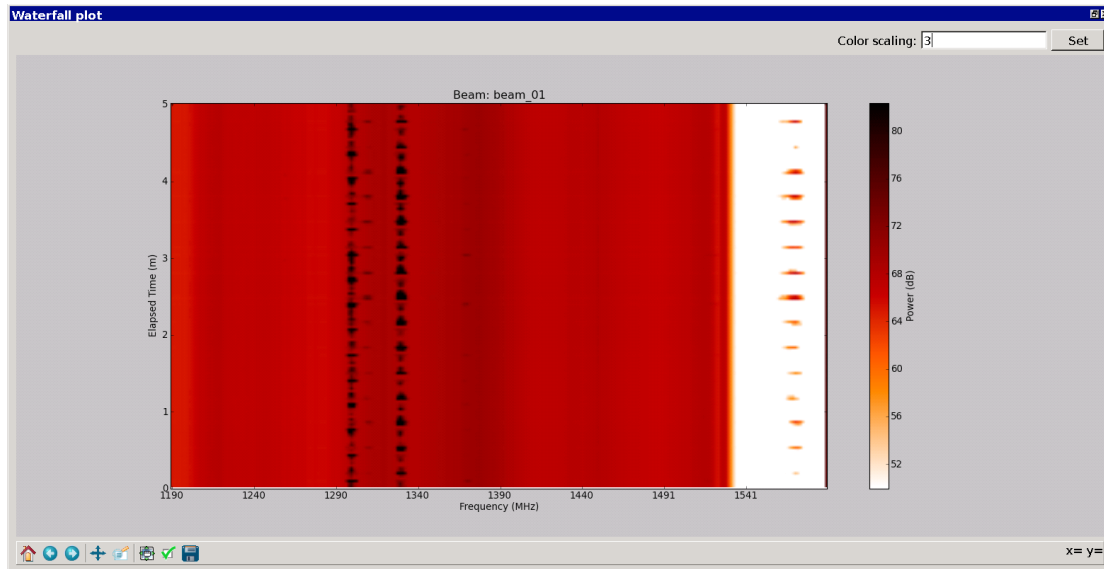 Waterfall plot
Color scaling: 3 Set
Beam: beam_01
5
4
3
2
1
0
Elapsed Time (m)
1190 1240 1290 1340 1390 1440 1491 1541
Frequency (MHz)
80
76
72
68
64
60
56
52
Power (dB)
x= y=